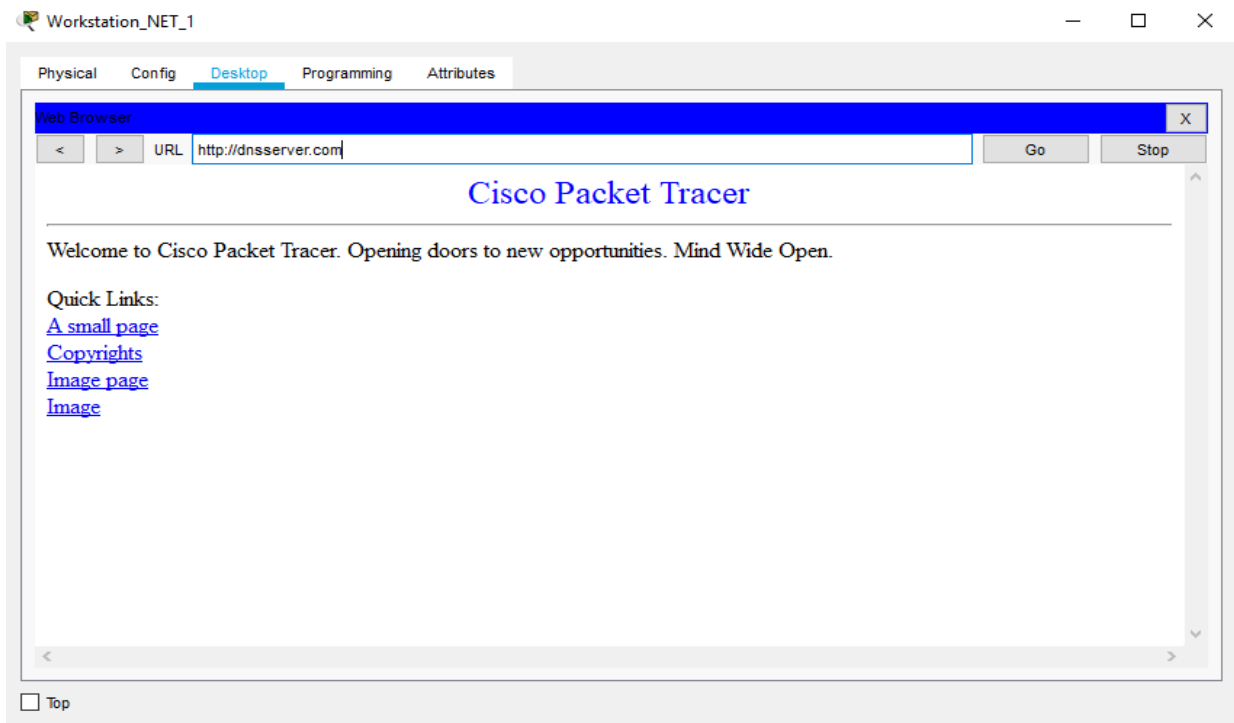 Workstation_NET_1
Physical Config Desktop Programming Attributes
Web Browser X
< > URL http://dnsserver.com Go Stop
Cisco Packet Tracer
Welcome to Cisco Packet Tracer. Opening doors to new opportunities. Mind Wide Open.
Quick Links:
A small page
Copyrights
Image page
Image
Top